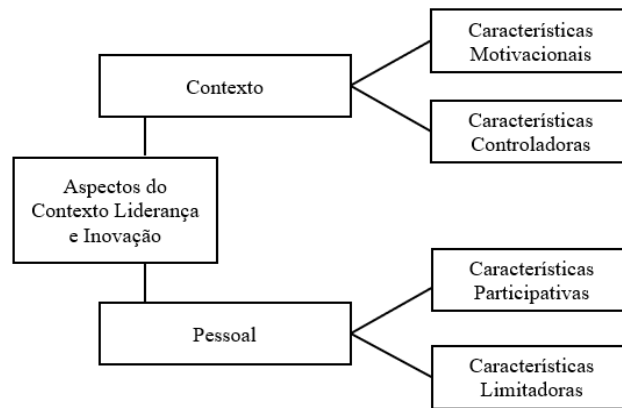 Características
Motivacionais
Contexto
Características
Controladoras
Aspectos do
Contexto Liderança
e Inovação
Características
Participativas
Pessoal
Características
Limitadoras